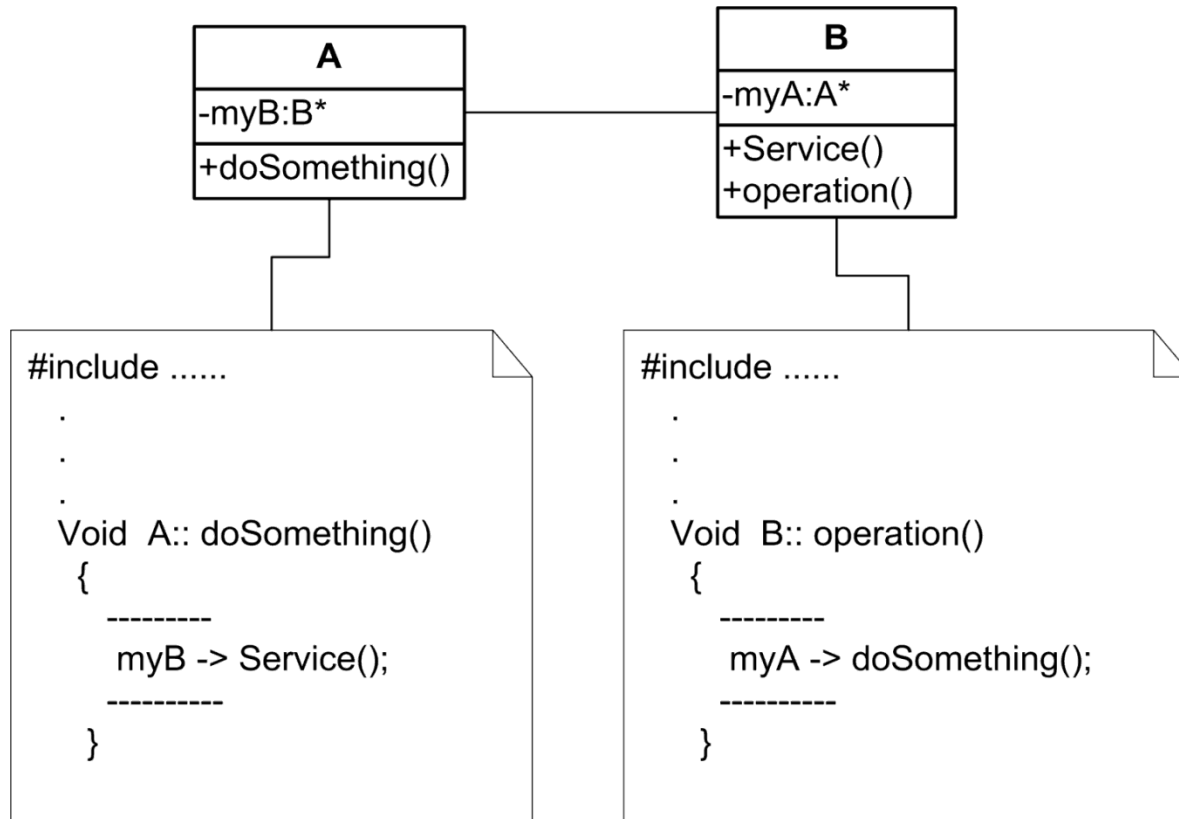 A
-myB:B*
+doSomething()
B
-myA:A*
+Service()
+operation()
#include ......
.
.
.
Void A:: doSomething()
{
---------
myB -> Service();
----------
}
#include ......
.
.
.
Void B:: operation()
{
---------
myA -> doSomething();
----------
}